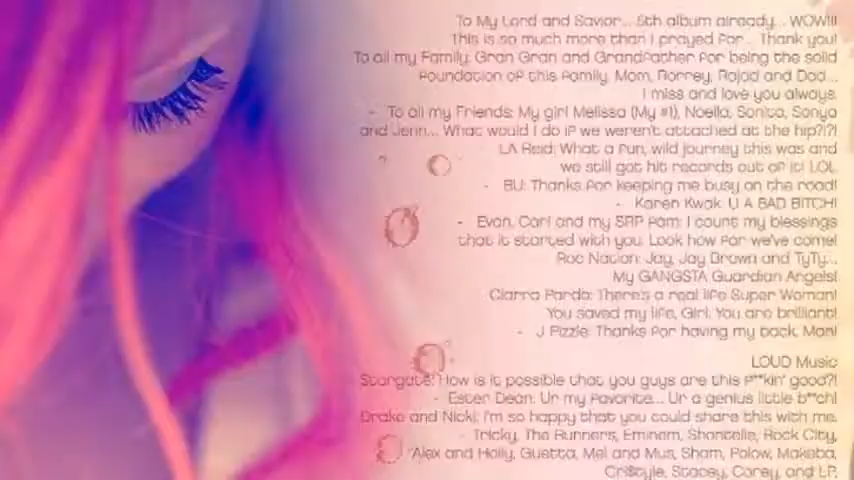 To My Lord and Savior... 5th album already... WOW!!!
This is so much more than I prayed for... Thank you!
To all my Family: Gran Gran and Grandfather for being the solid
foundation of this family. Mom, Rorrey, Rajad and Dad...
I miss and love you always.
- To all my Friends: My girl Melissa (My #1), Noella, Sonita, Sonya
and Jenn... What would I do if we weren't attached at the hip?!?!
LA Reid: What a fun, wild journey this was and
we still got hit records out of it! LOL
- BU: Thanks for keeping me busy on the road!
- Karen Kwak: U A BAD BITCH!
- Evan, Carl and my SRP Fam: I count my blessings
that it started with you. Look how far we've come!
Roc Nation: Jay, Jay Brown and TyTy...
My GANGSTA Guardian Angels!
Ciarra Pardo: There's a real life Super Woman!
You saved my life, Girl: You are brilliant!
- J Pizzle: Thanks for having my back, Man!
LOUD Music
Stargate: How is it possible that you guys are this f**kin' good?!
- Ester Dean: Ur my favorite... Ur a genius little b**ch!
Drake and Nicki: I'm so happy that you could share this with me.
- Tricky, The Runners, Eminem, Shontelle, Rock City,
Alex and Holly, Guetta, Mel and Mus, Sham, Polow, Makeba,
Cri$tyle, Stacey, Corey, and LP.